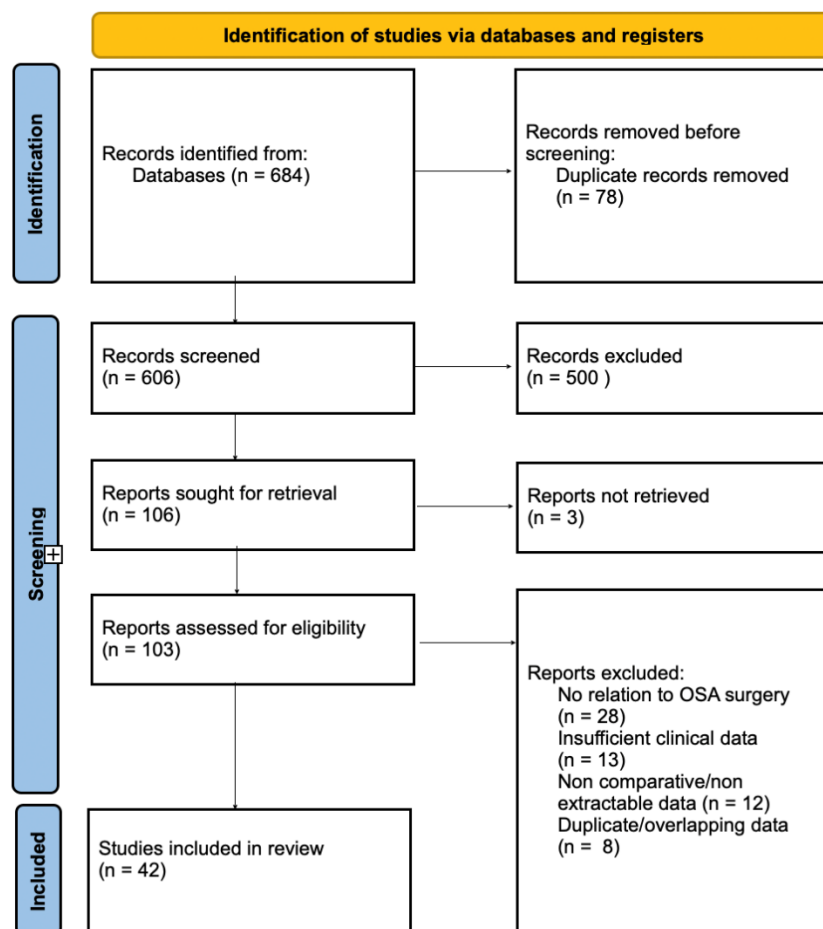 Identification of studies via databases and registers
Identification
Records identified from:
Databases (n = 684)
Records removed before
screening:
Duplicate records removed
(n = 78)
Screening
Records screened
(n = 606)
Records excluded
(n = 500 )
Reports sought for retrieval
(n = 106)
Reports not retrieved
(n = 3)
Reports assessed for eligibility
(n = 103)
Reports excluded:
No relation to OSA surgery
(n = 28)
Insufficient clinical data
(n = 13)
Non comparative/non
extractable data (n = 12)
Duplicate/overlapping data
(n =  8)
Included
Studies included in review
(n = 42)